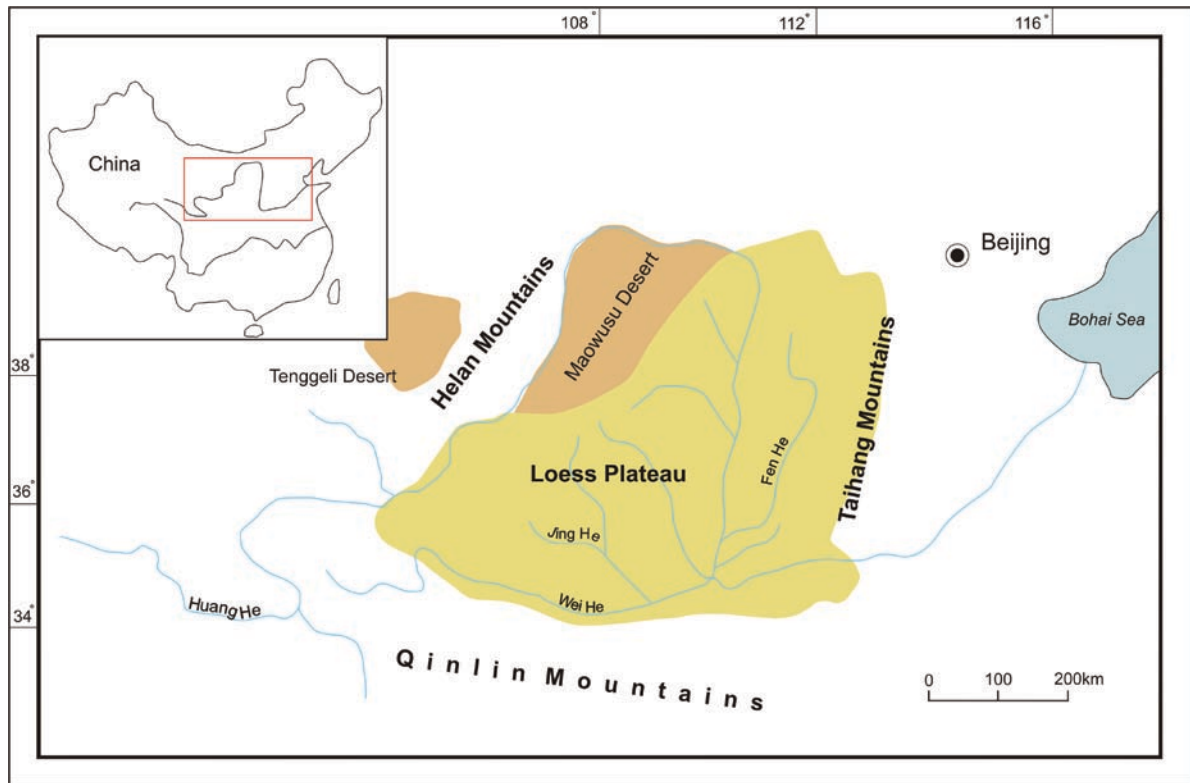 108°
112°
116°
China
Beijing
Bohai Sea
Helan Mountains
Maowusu Desert
38°
Tenggeli Desert
Taihang Mountains
Fen He
Loess Plateau
36°
Jing He
Wei He
Huang He
34°
Qinlin Mountains
0 100 200km